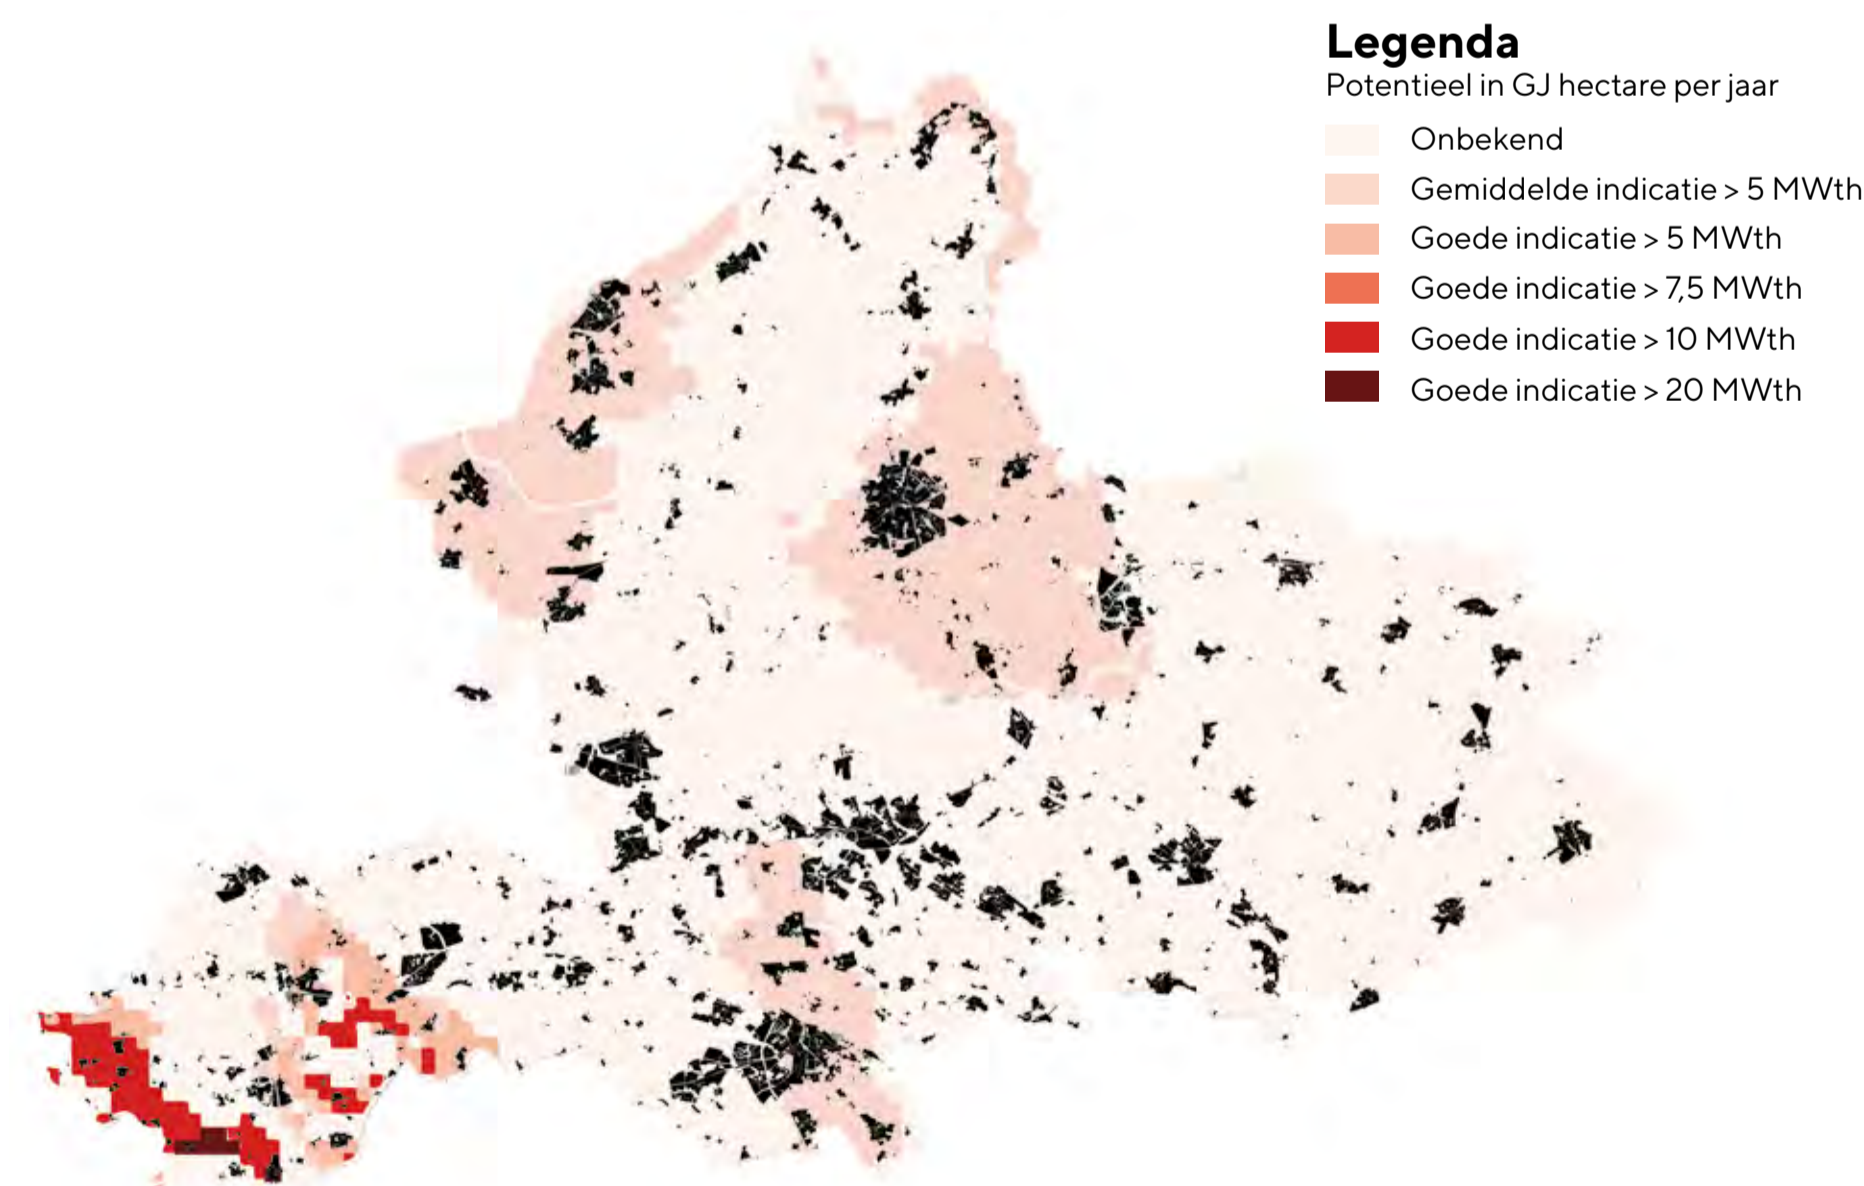 Legenda
Potentieel in GJ hectare per jaar
Onbekend
Gemiddelde indicatie > 5 MWth
Goede indicatie > 5 MWth
Goede indicatie > 7,5 MWth
Goede indicatie > 10 MWth
Goede indicatie > 20 MWth